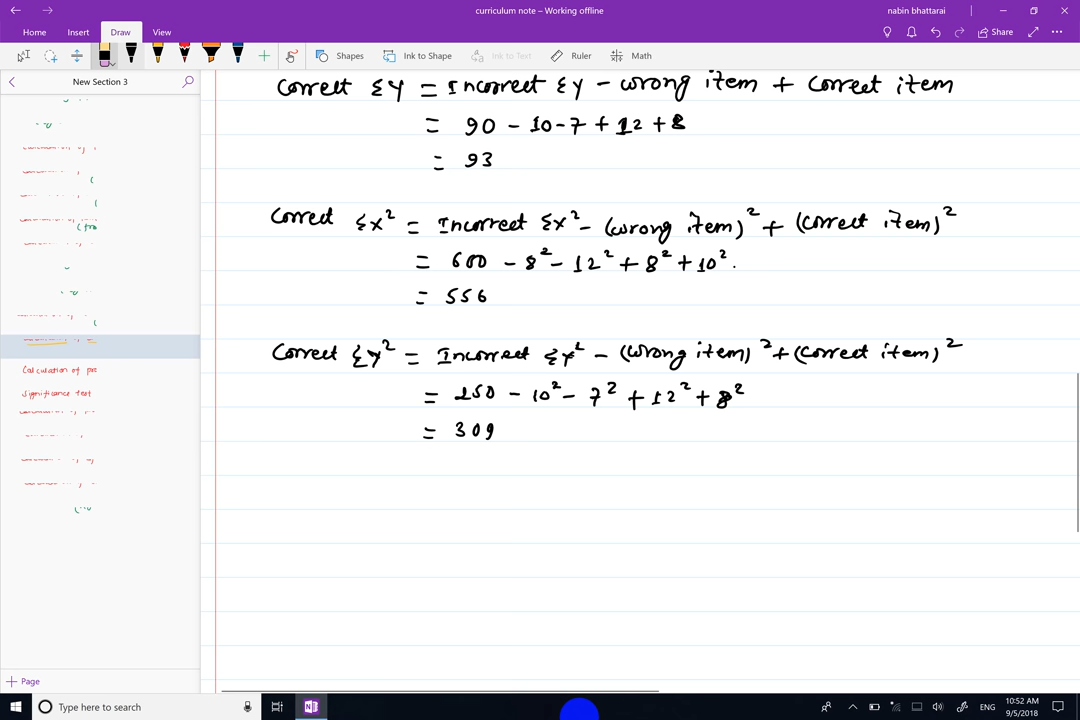 curriculum note – Working offline
nabin bhattarai
Home Insert Draw View
Share
Shapes Ink to Shape Ink to Text Ruler Math
New Section 3
Calculation of pr
Significance test
Page
Correct ΣY = Incorrect ΣY - wrong item + Correct item
= 90 - 10 - 7 + 12 + 8
= 93
Correct Σx² = Incorrect Σx² - (wrong item)² + (correct item)²
= 600 - 8² - 12² + 8² + 10².
= 556
Correct Σy² = Incorrect Σy² - (wrong item)² + (correct item)²
= 250 - 10² - 7² + 12² + 8²
= 309
Type here to search
ENG
10:52 AM
9/5/2018